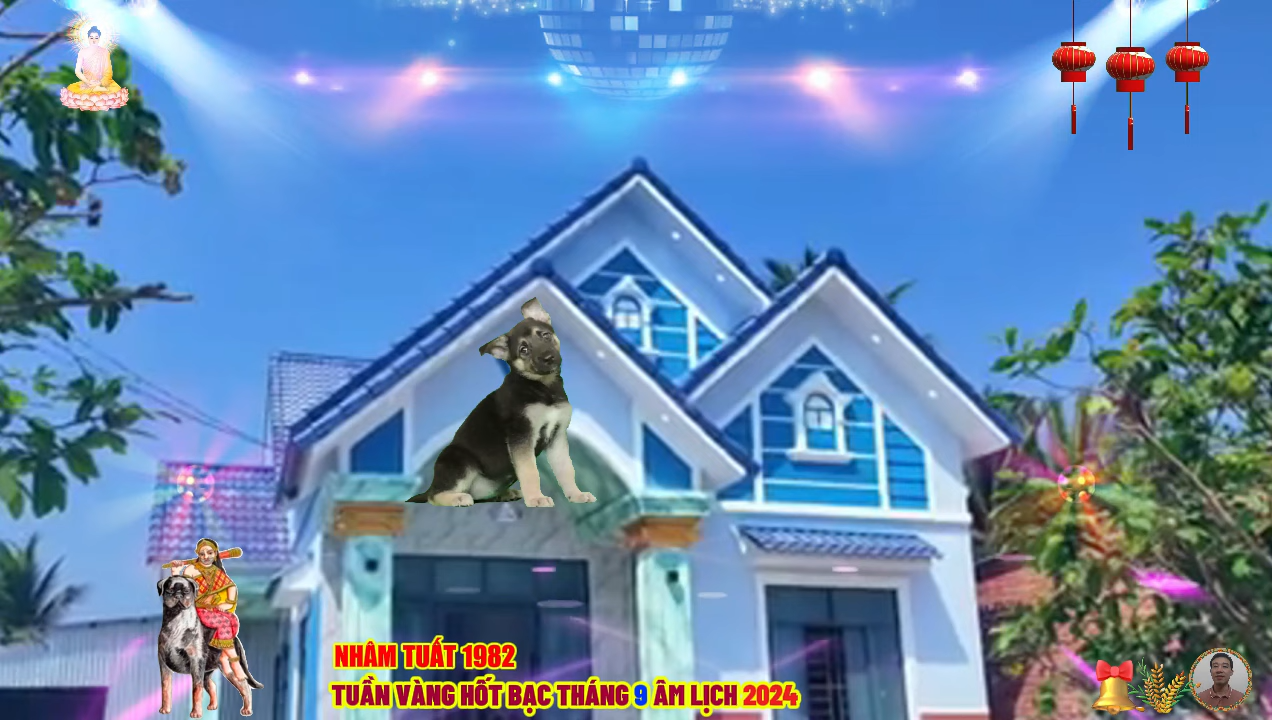 NHÂM TUẤT 1982
TUẦN VÀNG HỐT BẠC THÁNG 9 ÂM LỊCH 2024